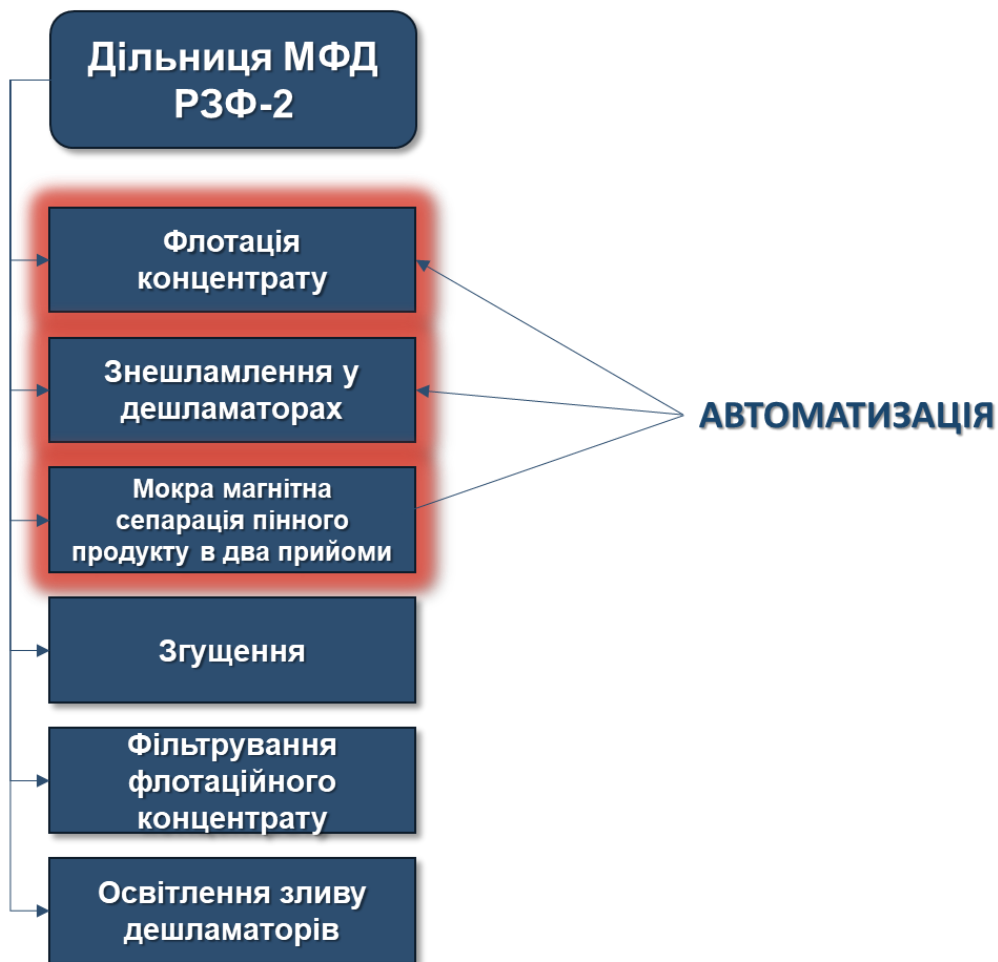 Дільниця МФД
РЗФ-2
Флотація
концентрату
Знешламлення у
дешламаторах
АВТОМАТИЗАЦІЯ
Мокра магнітна
сепарація пінного
продукту в два прийоми
Згущення
Фільтрування
флотаційного
концентрату
Освітлення зливу
дешламаторів